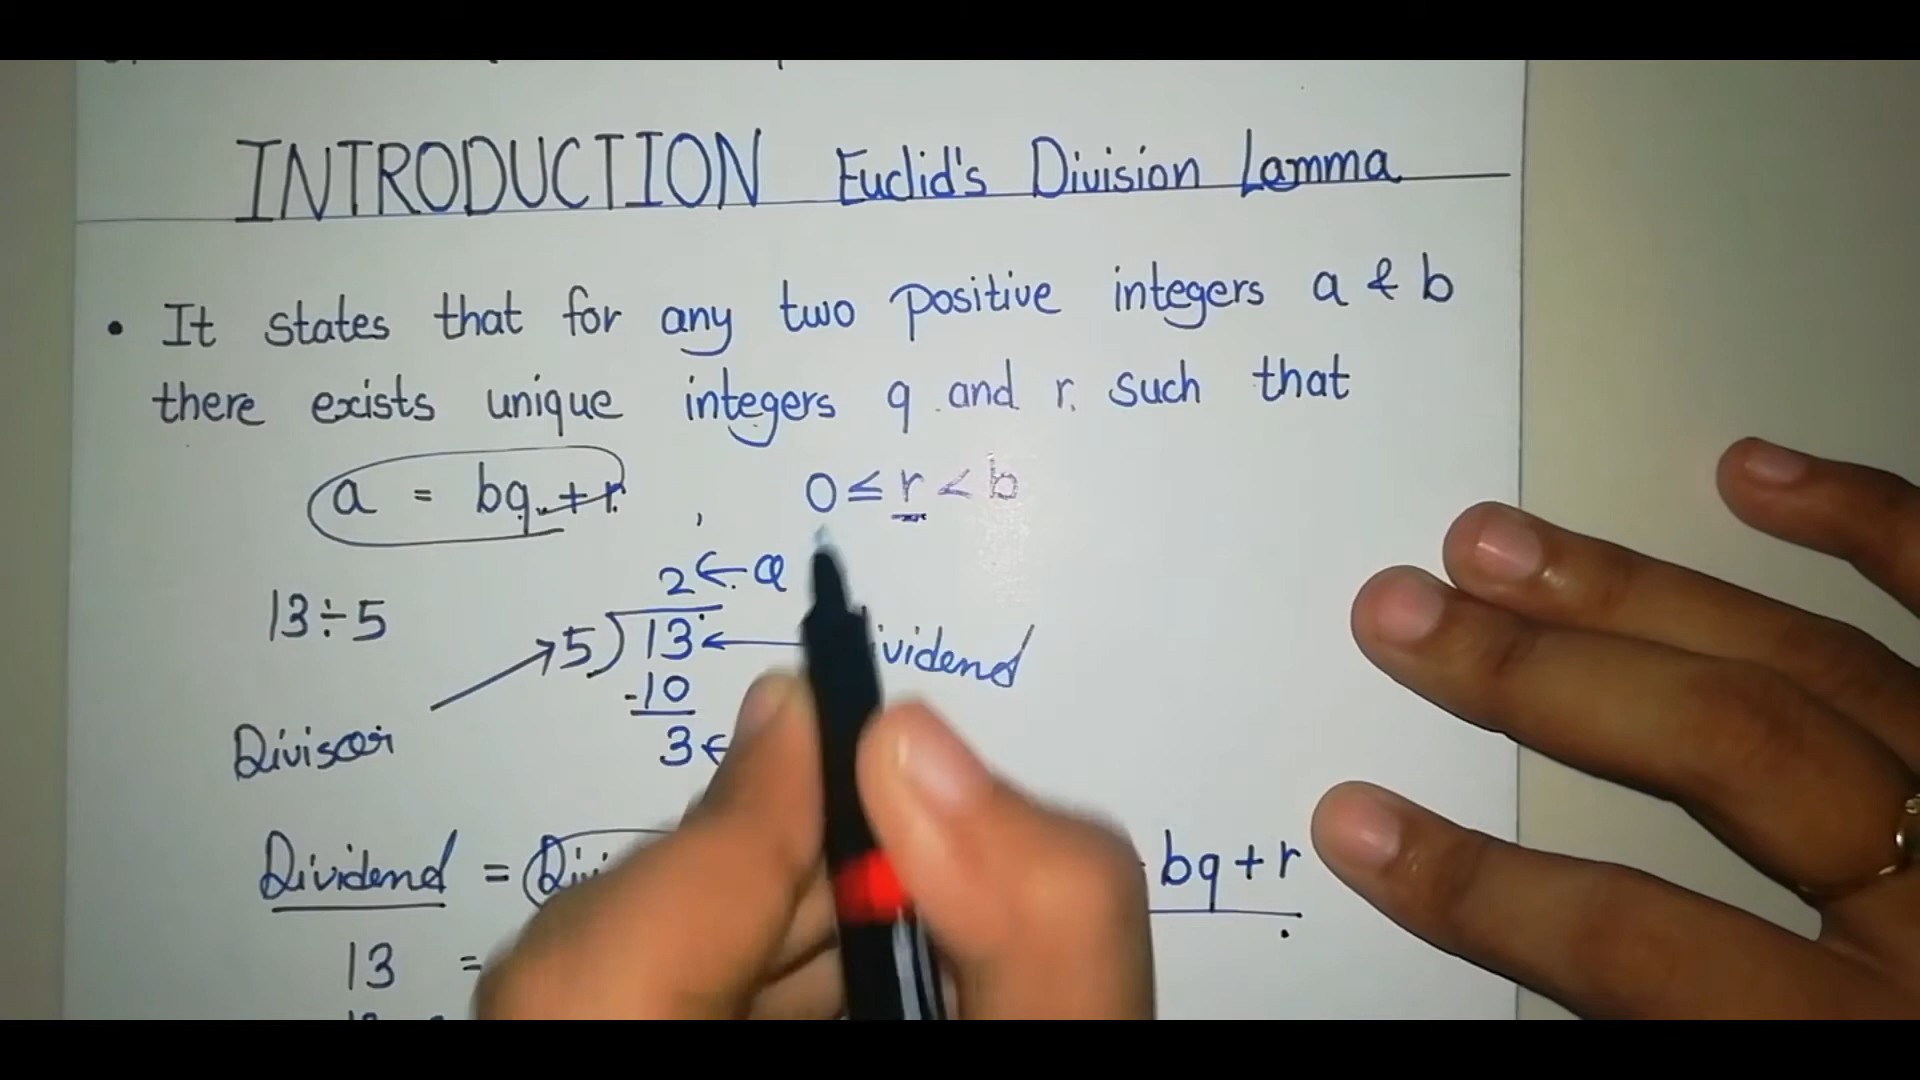 INTRODUCTION Euclid's Division Lamma
• It states that for any two positive integers a & b
there exists unique integers q and r such that
a = bq + r , 0 ≤ r < b
2 ← Q
13÷5
5) 13 ←
-10
Divisor
3 ←
Dividend = bq + r
13 =